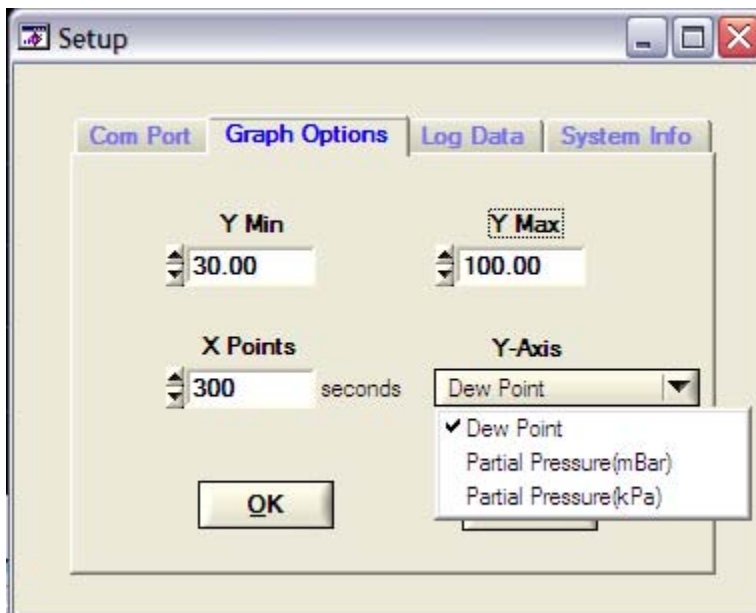 Setup
Com Port Graph Options Log Data System Info
Y Min Y Max
30.00 100.00
X Points Y-Axis
300 seconds Dew Point
Dew Point
Partial Pressure(mBar)
Partial Pressure(kPa)
OK